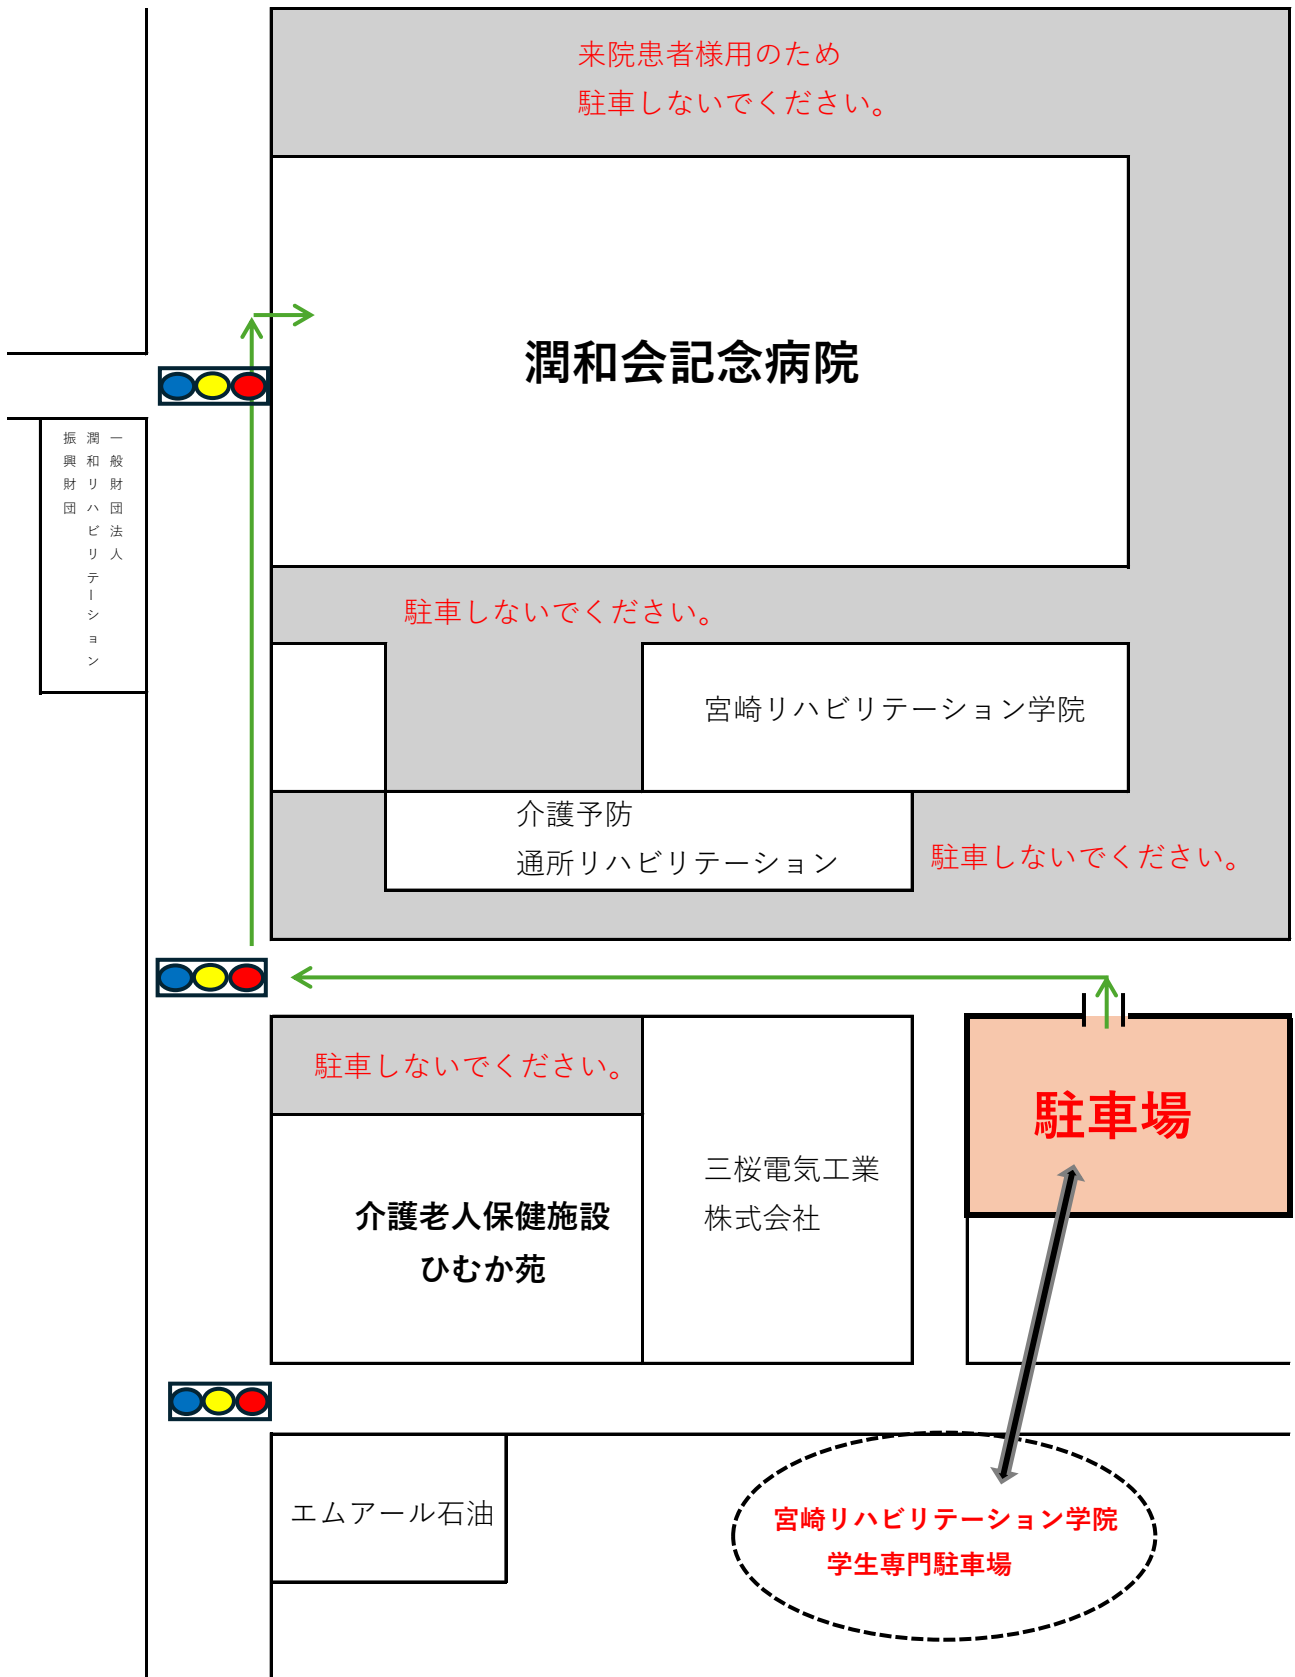 来院患者様用のため
駐車しないでください。
潤和会記念病院
一般財団法人
潤和リハビリテーション
振興財団
駐車しないでください。
宮崎リハビリテーション学院
介護予防
通所リハビリテーション
駐車しないでください。
駐車しないでください。
駐車場
三桜電気工業
株式会社
介護老人保健施設
ひむか苑
エムアール石油
宮崎リハビリテーション学院
学生専門駐車場